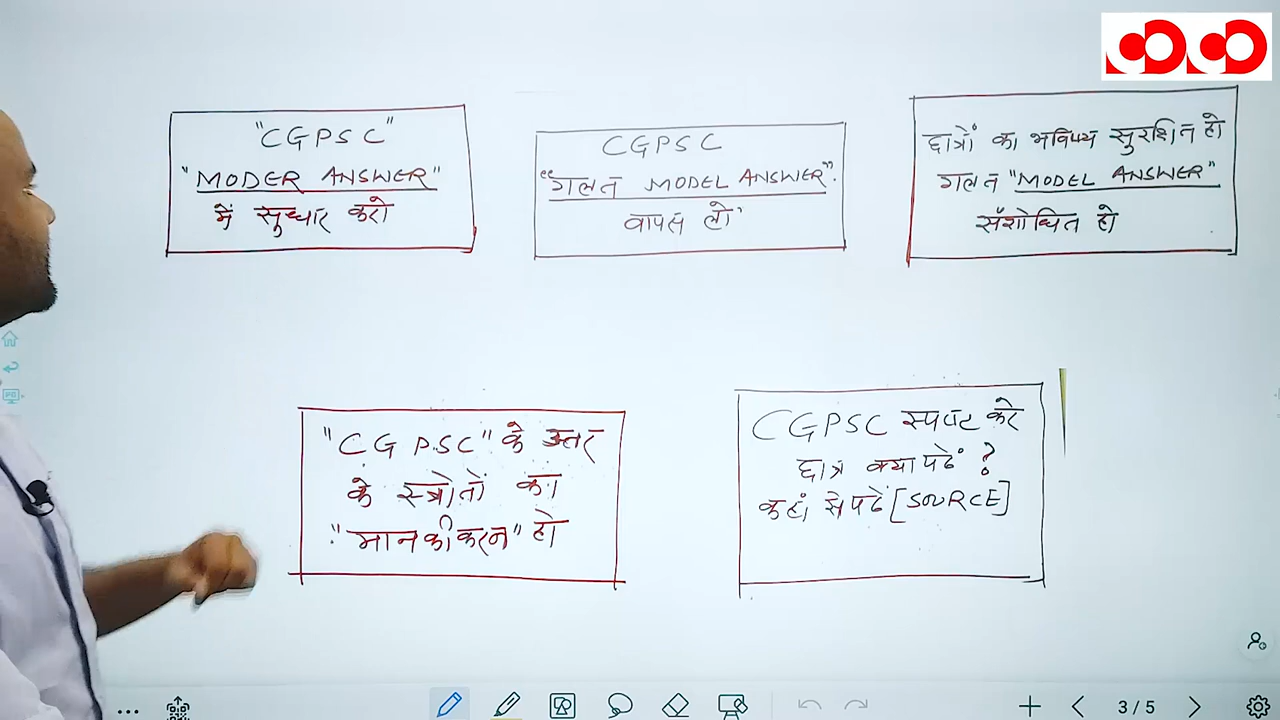 "CGPSC"
"MODER ANSWER"
में सुधार करो
CGPSC
"गलत MODEL ANSWER".
वापस लो'
छात्रों का भविष्य सुरक्षित हो
गलत "MODEL ANSWER"
संशोधित हो
"CGPSC" के उत्तर
के स्त्रोतों का
"मानकीकरन" हो
CGPSC स्पष्ट करे
छात्र क्या पढें ?
कहां से पढें [SOURCE]
3/5